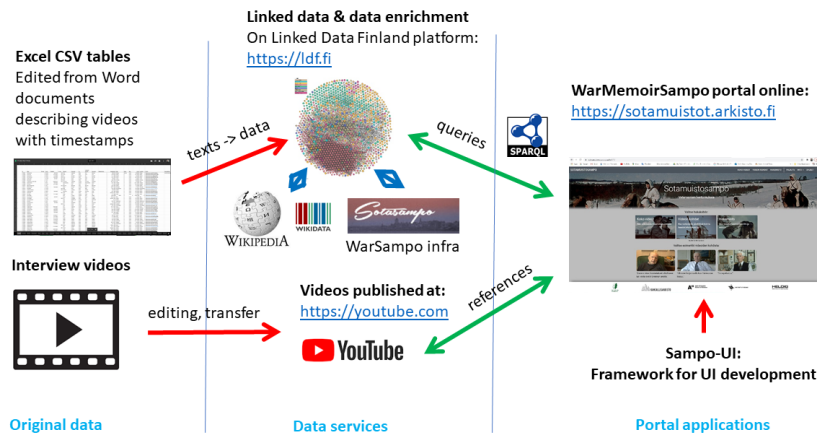 Excel CSV tables
Edited from Word
documents
describing videos
with timestamps
Interview videos
Original data
Linked data & data enrichment
On Linked Data Finland platform:
https://ldf.fi
texts -> data
WIKIPEDIA
WIKIDATA
Sotasampo
WarSampo infra
editing, transfer
Videos published at:
https://youtube.com
YouTube
Data services
queries
SPARQL
references
WarMemoirSampo portal online:
https://sotamuistot.arkisto.fi
Sotamuistosampo
Sampo-UI:
Framework for UI development
Portal applications